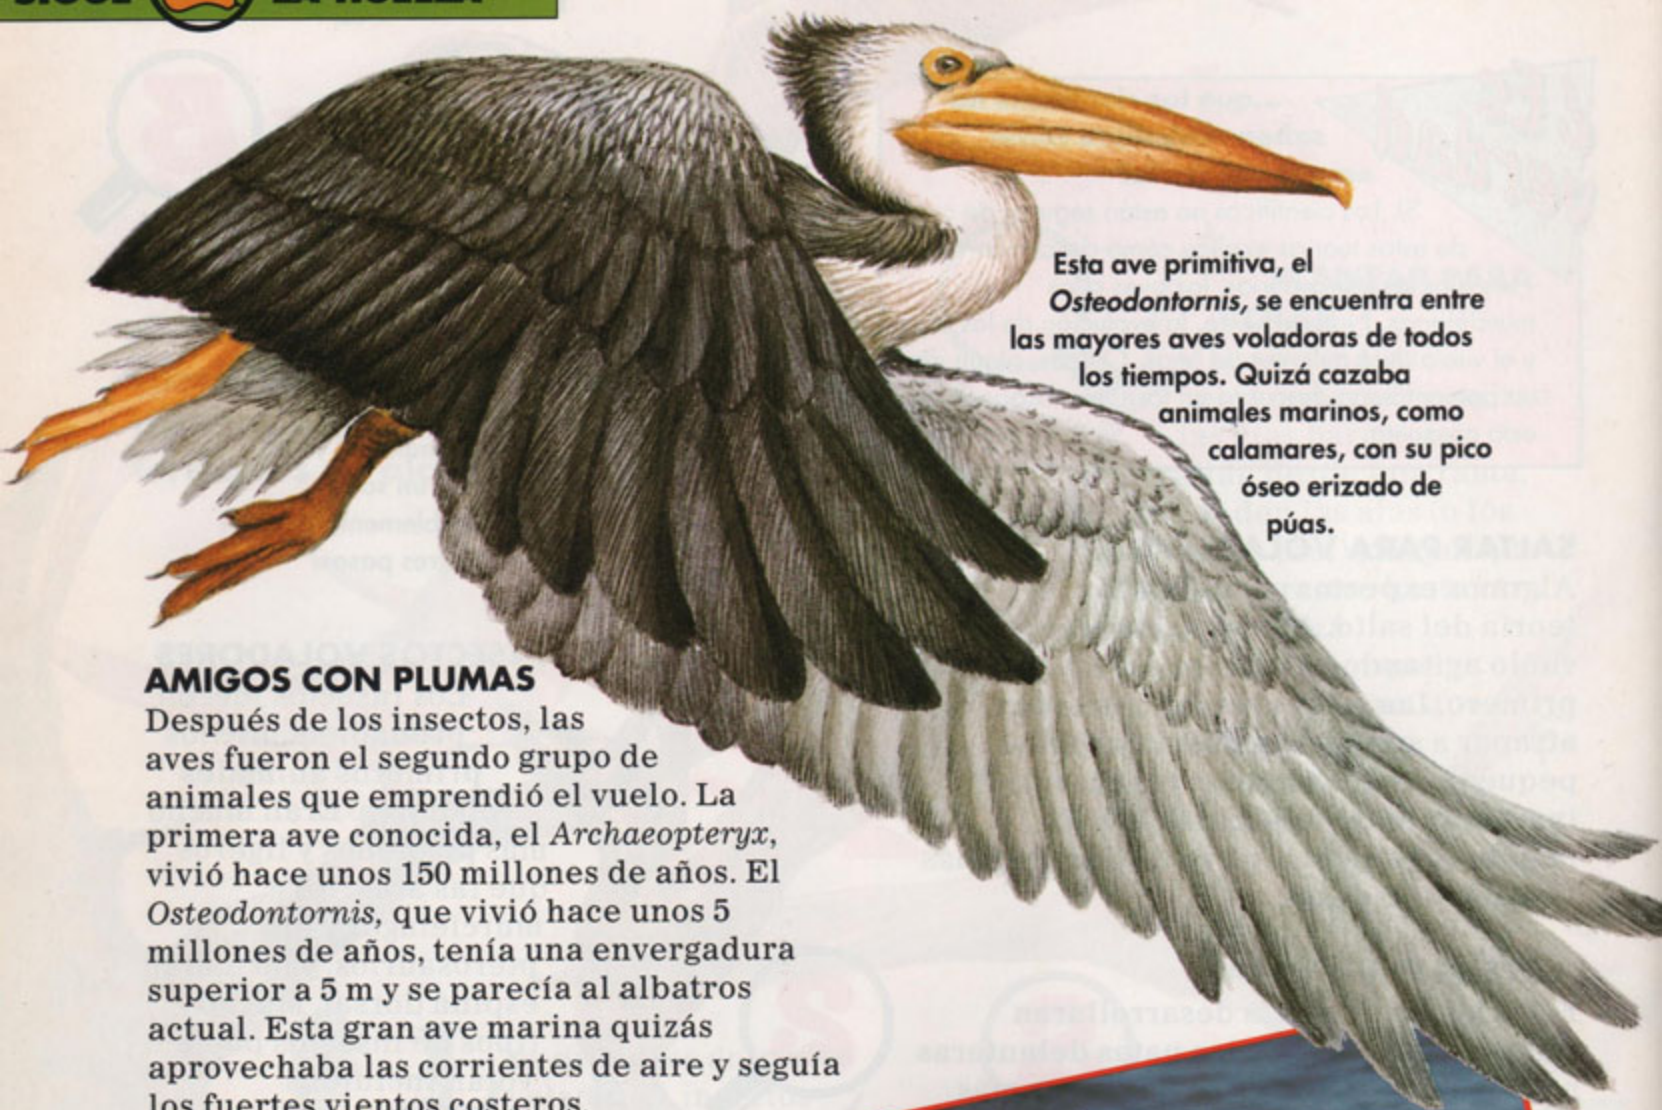 Esta ave primitiva, el
Osteodontornis, se encuentra entre
las mayores aves voladoras de todos
los tiempos. Quizá cazaba
animales marinos, como
calamares, con su pico
óseo erizado de
púas.
AMIGOS CON PLUMAS
Después de los insectos, las
aves fueron el segundo grupo de
animales que emprendió el vuelo. La
primera ave conocida, el Archaeopteryx,
vivió hace unos 150 millones de años. El
Osteodontornis, que vivió hace unos 5
millones de años, tenía una envergadura
superior a 5 m y se parecía al albatros
actual. Esta gran ave marina quizás
aprovechaba las corrientes de aire y seguía
los fuertes vientos costeros